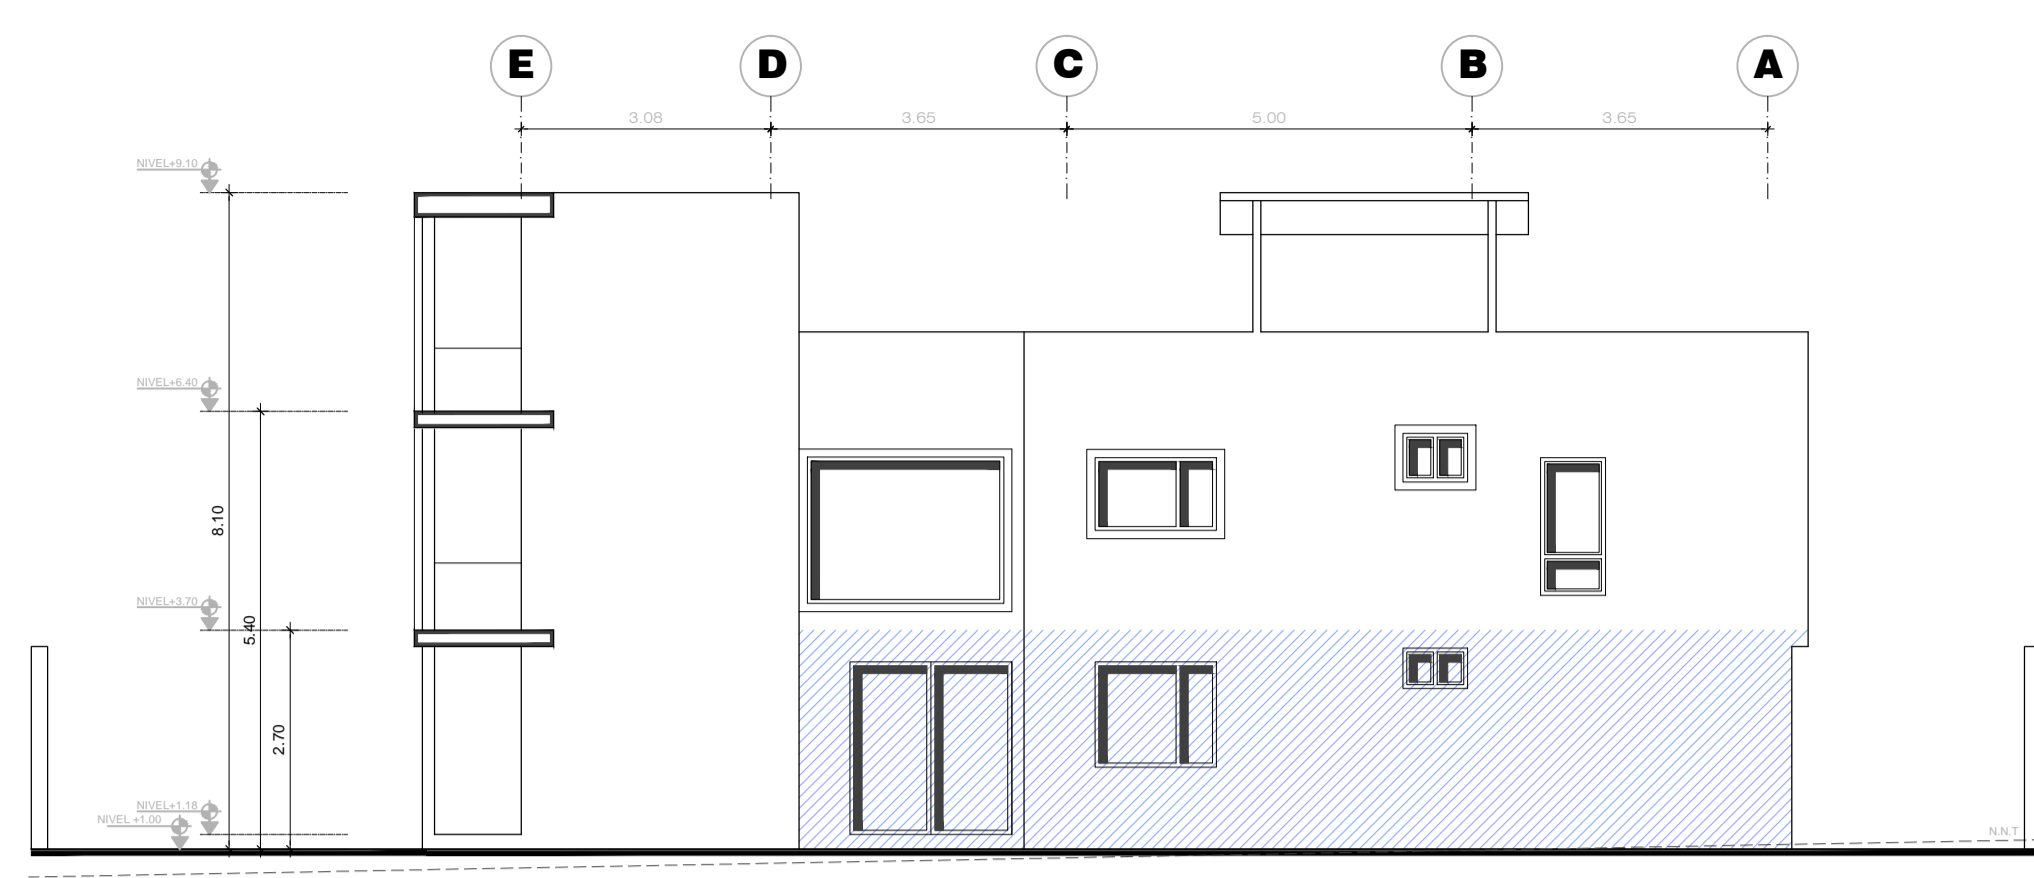 E D C B A
3.08 3.65 5.00 3.65
NIVEL+9.10
NIVEL+6.40
8.10
NIVEL+3.70
5.40
2.70
NIVEL+1.18
NIVEL +1.00
N.N.T